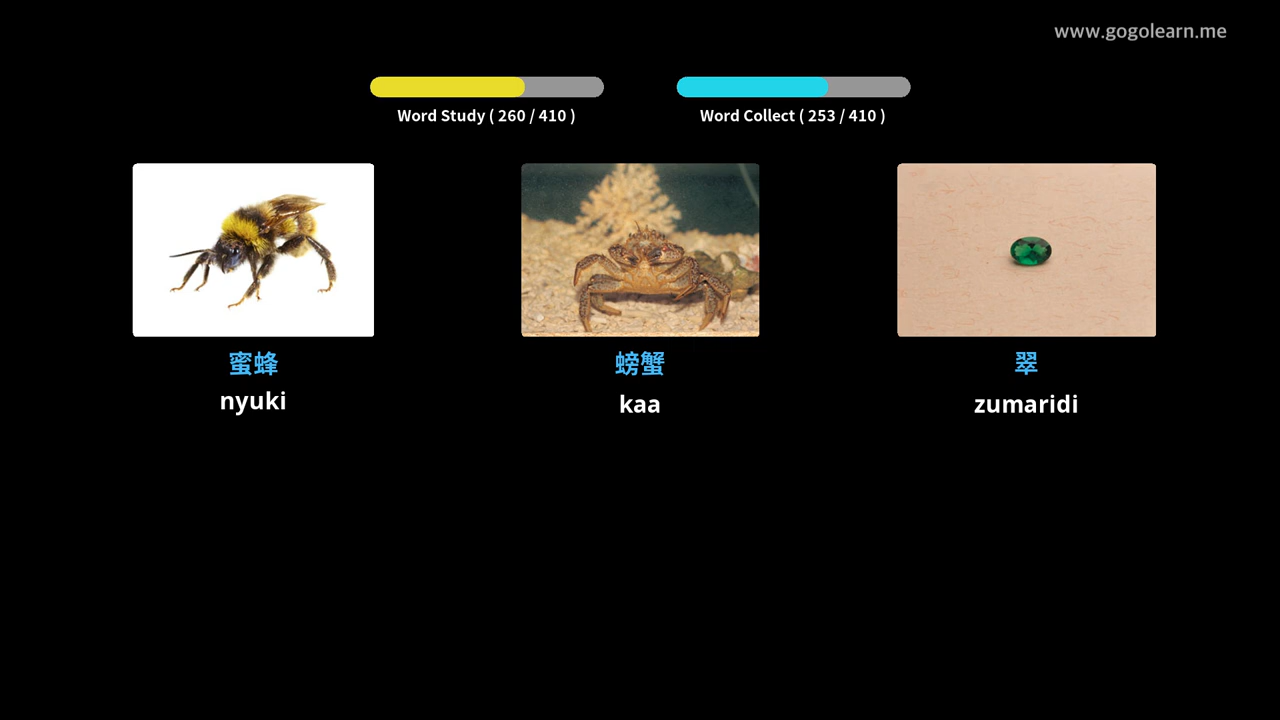 www.gogolearn.me
Word Study ( 260 / 410 )
Word Collect ( 253 / 410 )
蜜蜂
螃蟹
翠
nyuki
kaa
zumaridi